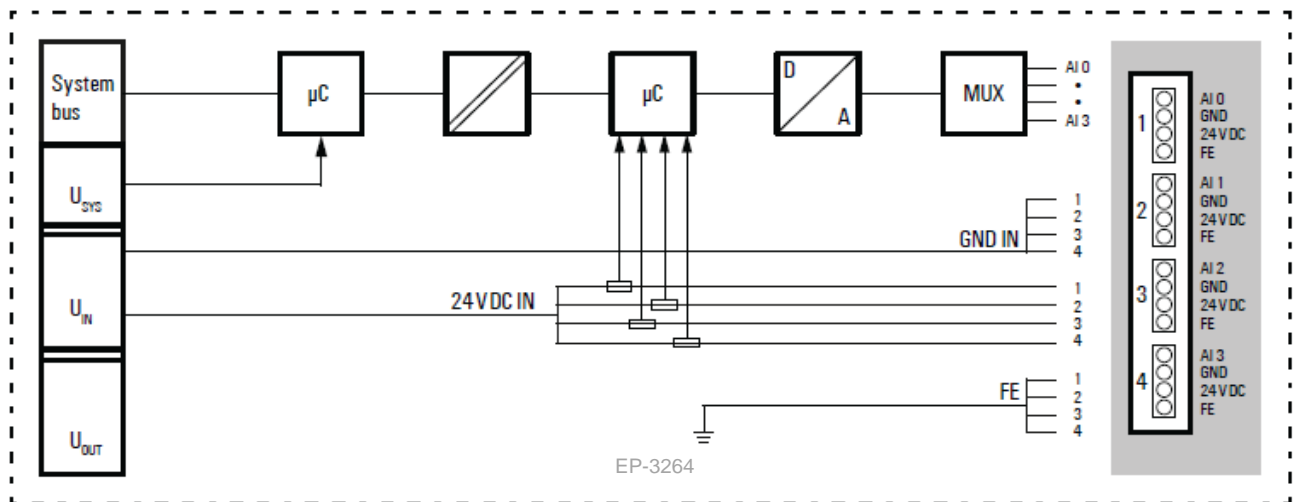 System
bus
U_SYS
U_IN
U_OUT
µC
µC
D
A
MUX
AI 0
•
•
AI 3
GND IN
1
2
3
4
24 V DC IN
1
2
3
4
FE
1
2
3
4
EP-3264
1
AI 0
GND
24 V DC
FE
2
AI 1
GND
24 V DC
FE
3
AI 2
GND
24 V DC
FE
4
AI 3
GND
24 V DC
FE